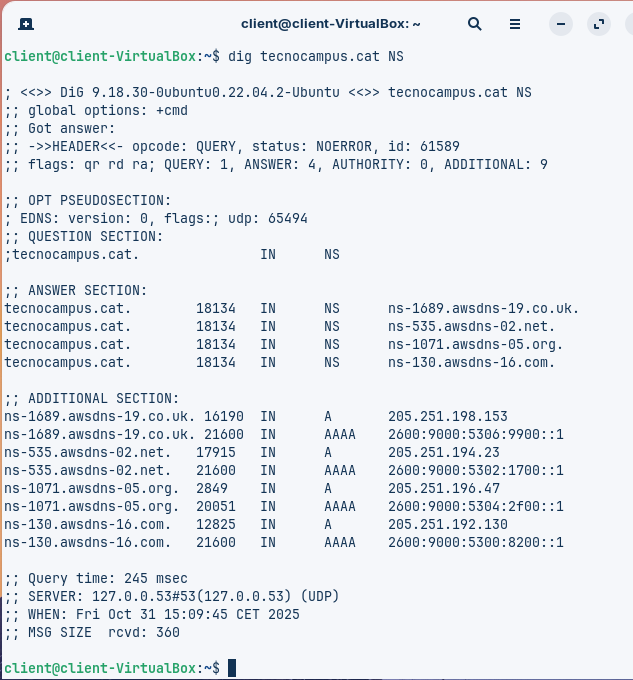 client@client-VirtualBox: ~
client@client-VirtualBox:~$ dig tecnocampus.cat NS
; <<>> DiG 9.18.30-0ubuntu0.22.04.2-Ubuntu <<>> tecnocampus.cat NS
;; global options: +cmd
;; Got answer:
;; ->>HEADER<<- opcode: QUERY, status: NOERROR, id: 61589
;; flags: qr rd ra; QUERY: 1, ANSWER: 4, AUTHORITY: 0, ADDITIONAL: 9
;; OPT PSEUDOSECTION:
; EDNS: version: 0, flags:; udp: 65494
;; QUESTION SECTION:
;tecnocampus.cat. IN NS
;; ANSWER SECTION:
tecnocampus.cat. 18134 IN NS ns-1689.awsdns-19.co.uk.
tecnocampus.cat. 18134 IN NS ns-535.awsdns-02.net.
tecnocampus.cat. 18134 IN NS ns-1071.awsdns-05.org.
tecnocampus.cat. 18134 IN NS ns-130.awsdns-16.com.
;; ADDITIONAL SECTION:
ns-1689.awsdns-19.co.uk. 16190 IN A 205.251.198.153
ns-1689.awsdns-19.co.uk. 21600 IN AAAA 2600:9000:5306:9900::1
ns-535.awsdns-02.net. 17915 IN A 205.251.194.23
ns-535.awsdns-02.net. 21600 IN AAAA 2600:9000:5302:1700::1
ns-1071.awsdns-05.org. 2849 IN A 205.251.196.47
ns-1071.awsdns-05.org. 20051 IN AAAA 2600:9000:5304:2f00::1
ns-130.awsdns-16.com. 12825 IN A 205.251.192.130
ns-130.awsdns-16.com. 21600 IN AAAA 2600:9000:5300:8200::1
;; Query time: 245 msec
;; SERVER: 127.0.0.53#53(127.0.0.53) (UDP)
;; WHEN: Fri Oct 31 15:09:45 CET 2025
;; MSG SIZE  rcvd: 360
client@client-VirtualBox:~$